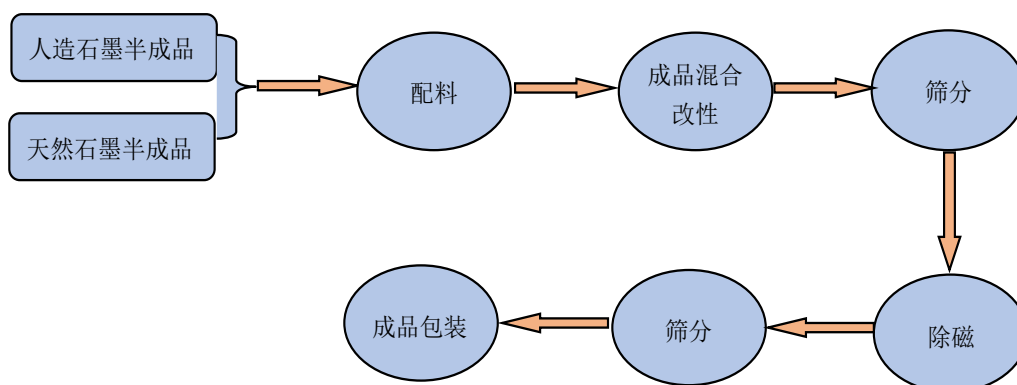 人造石墨半成品
天然石墨半成品
配料
成品混合
改性
筛分
除磁
筛分
成品包装